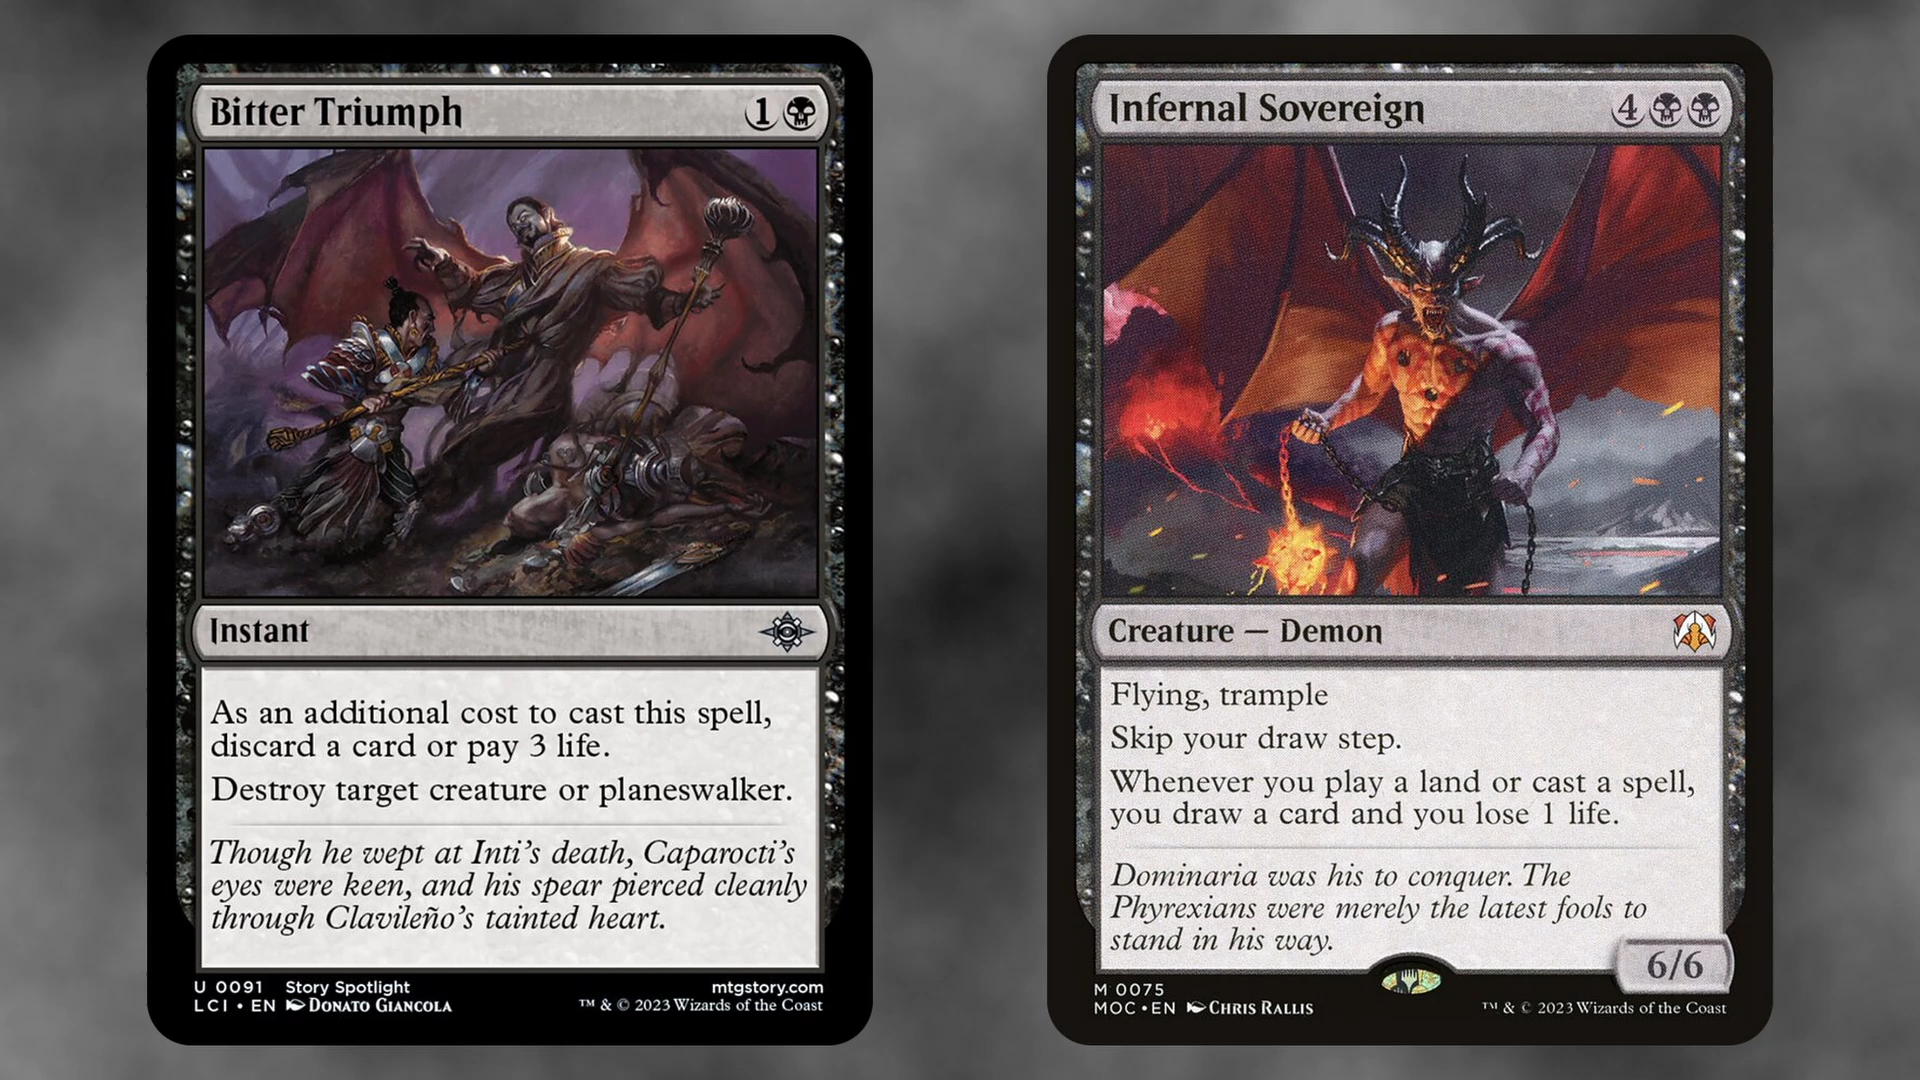 Bitter Triumph 1
Instant
As an additional cost to cast this spell,
discard a card or pay 3 life.
Destroy target creature or planeswalker.
Though he wept at Inti's death, Caparocti's
eyes were keen, and his spear pierced cleanly
through Clavileño's tainted heart.
U 0091 Story Spotlight mtgstory.com
LCI • EN Donato Giancola ™ & © 2023 Wizards of the Coast
Infernal Sovereign 4
Creature — Demon
Flying, trample
Skip your draw step.
Whenever you play a land or cast a spell,
you draw a card and you lose 1 life.
Dominaria was his to conquer. The
Phyrexians were merely the latest fools to
stand in his way.
6/6
M 0075
MOC • EN Chris Rallis ™ & © 2023 Wizards of the Coast